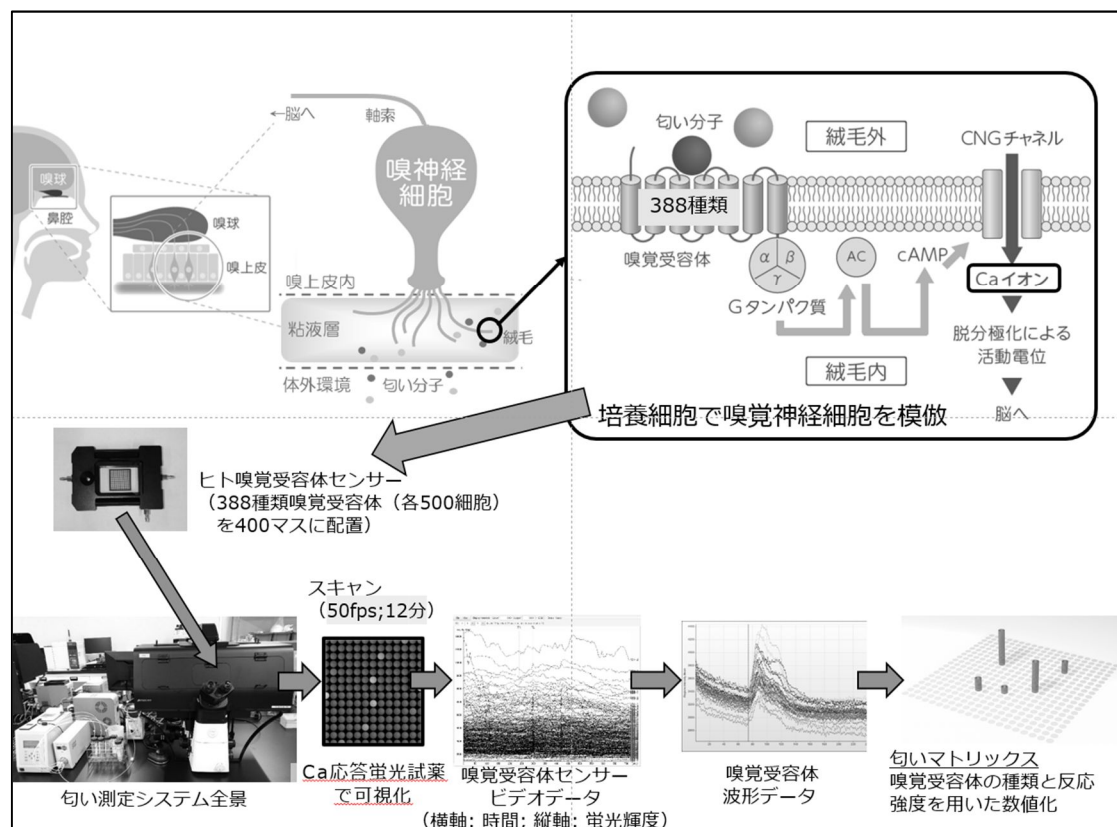 ←脳へ
軸索
嗅球
鼻腔
嗅球
嗅上皮
嗅神経
細胞
嗅上皮内
粘液層
絨毛
体外環境
匂い分子
匂い分子
絨毛外
CNGチャネル
388種類
嗅覚受容体
α
β
γ
Gタンパク質
AC
cAMP
Caイオン
脱分極化による
活動電位
絨毛内
脳へ
培養細胞で嗅覚神経細胞を模倣
ヒト嗅覚受容体センサー
(388種類嗅覚受容体(各500細胞)
を400マスに配置)
スキャン
(50fps;12分)
匂い測定システム全景
Ca応答蛍光試薬
で可視化
嗅覚受容体センサー
ビデオデータ
(横軸: 時間; 縦軸: 蛍光輝度)
嗅覚受容体
波形データ
匂いマトリックス
嗅覚受容体の種類と反応
強度を用いた数値化